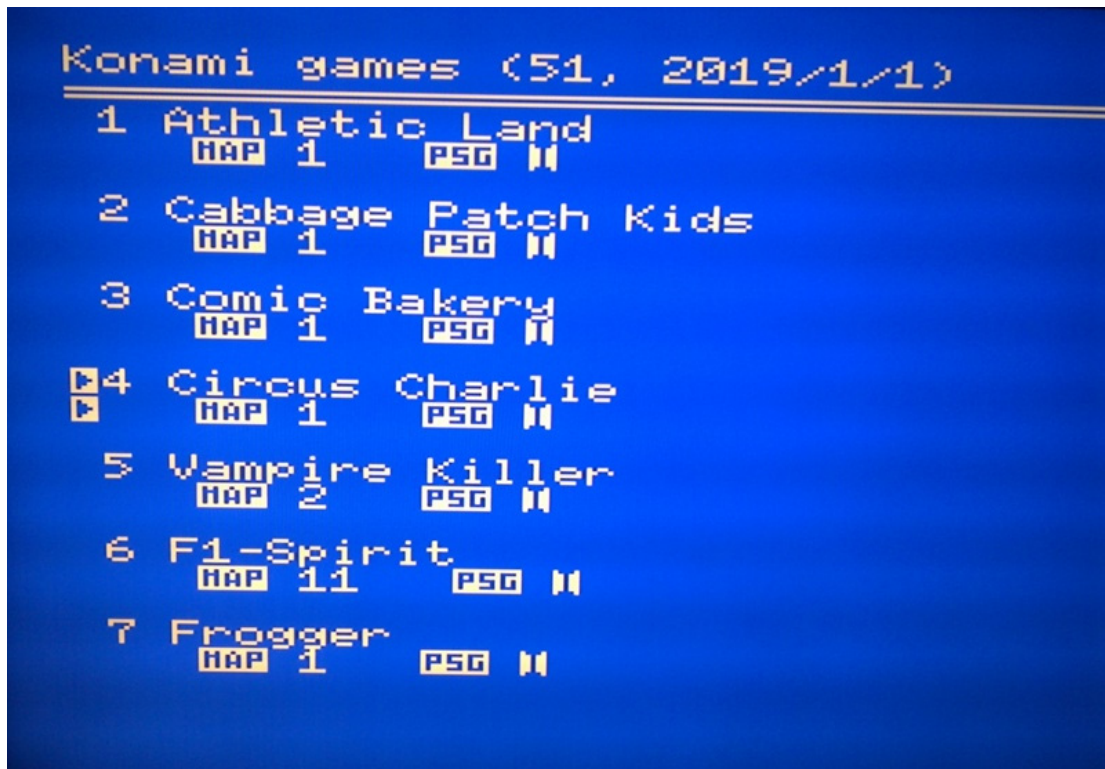 Konami games (51, 2019/1/1)
1 Athletic Land
MAP 1 PSG
2 Cabbage Patch Kids
MAP 1 PSG
3 Comic Bakery
MAP 1 PSG
4 Circus Charlie
MAP 1 PSG
5 Vampire Killer
MAP 2 PSG
6 F1-Spirit
MAP 11 PSG
7 Frogger
MAP 1 PSG